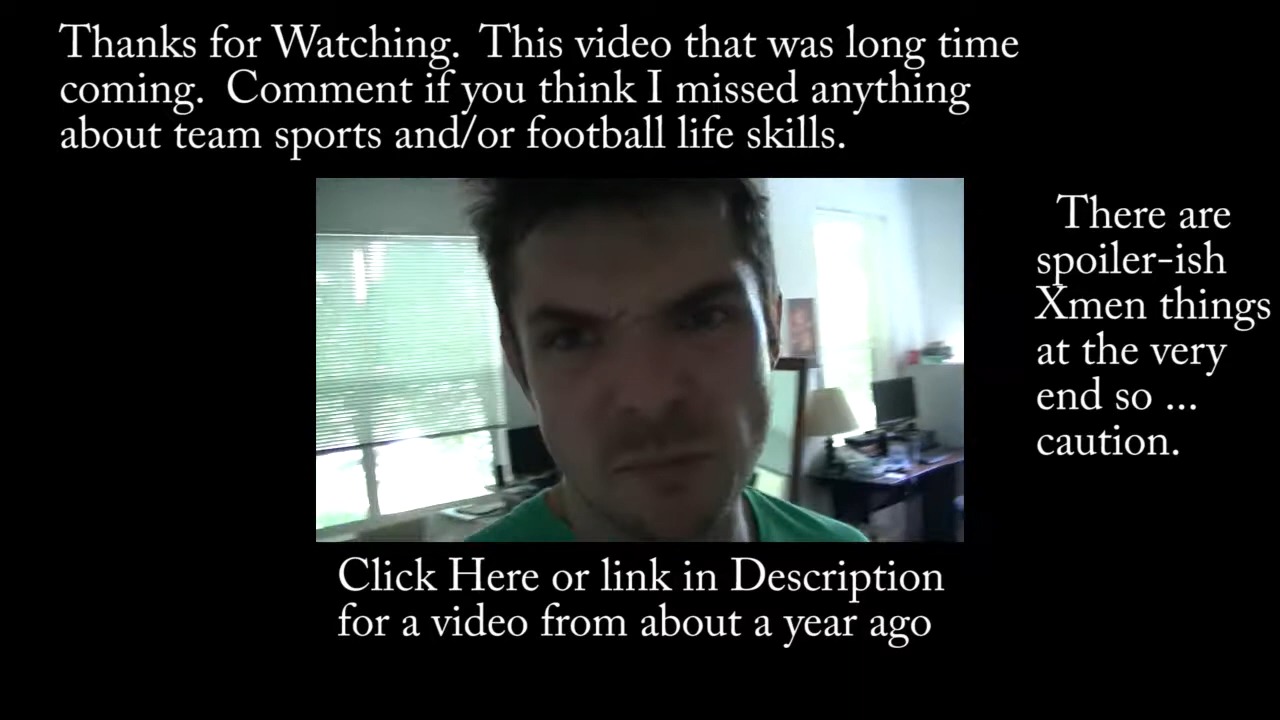 Thanks for Watching.  This video that was long time
coming.  Comment if you think I missed anything
about team sports and/or football life skills.
There are
spoiler-ish
Xmen things
at the very
end so ...
caution.
Click Here or link in Description
for a video from about a year ago